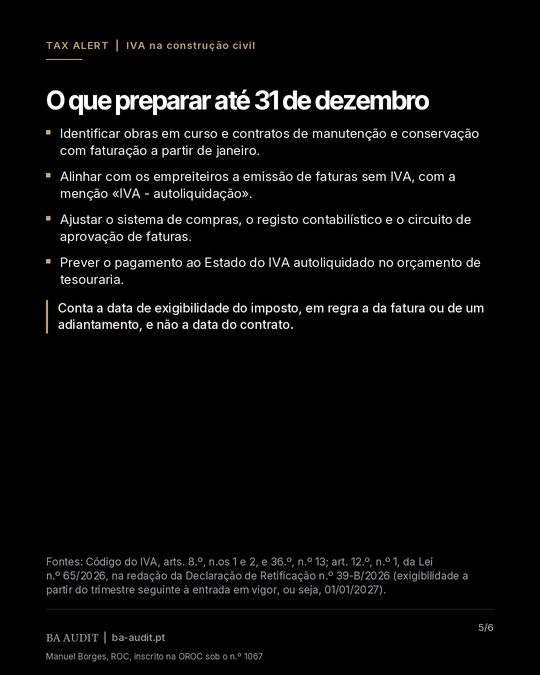 TAX ALERT | IVA na construção civil
O que preparar até 31 de dezembro
Identificar obras em curso e contratos de manutenção e conservação
com faturação a partir de janeiro.
Alinhar com os empreiteiros a emissão de faturas sem IVA, com a
menção «IVA - autoliquidação».
Ajustar o sistema de compras, o registo contabilístico e o circuito de
aprovação de faturas.
Prever o pagamento ao Estado do IVA autoliquidado no orçamento de
tesouraria.
Conta a data de exigibilidade do imposto, em regra a da fatura ou de um
adiantamento, e não a data do contrato.
Fontes: Código do IVA, arts. 8.º, n.os 1 e 2, e 36.º, n.º 13; art. 12.º, n.º 1, da Lei
n.º 65/2026, na redação da Declaração de Retificação n.º 39-B/2026 (exigibilidade a
partir do trimestre seguinte à entrada em vigor, ou seja, 01/01/2027).
5/6
BA AUDIT | ba-audit.pt
Manuel Borges, ROC, inscrito na OROC sob o n.º 1067